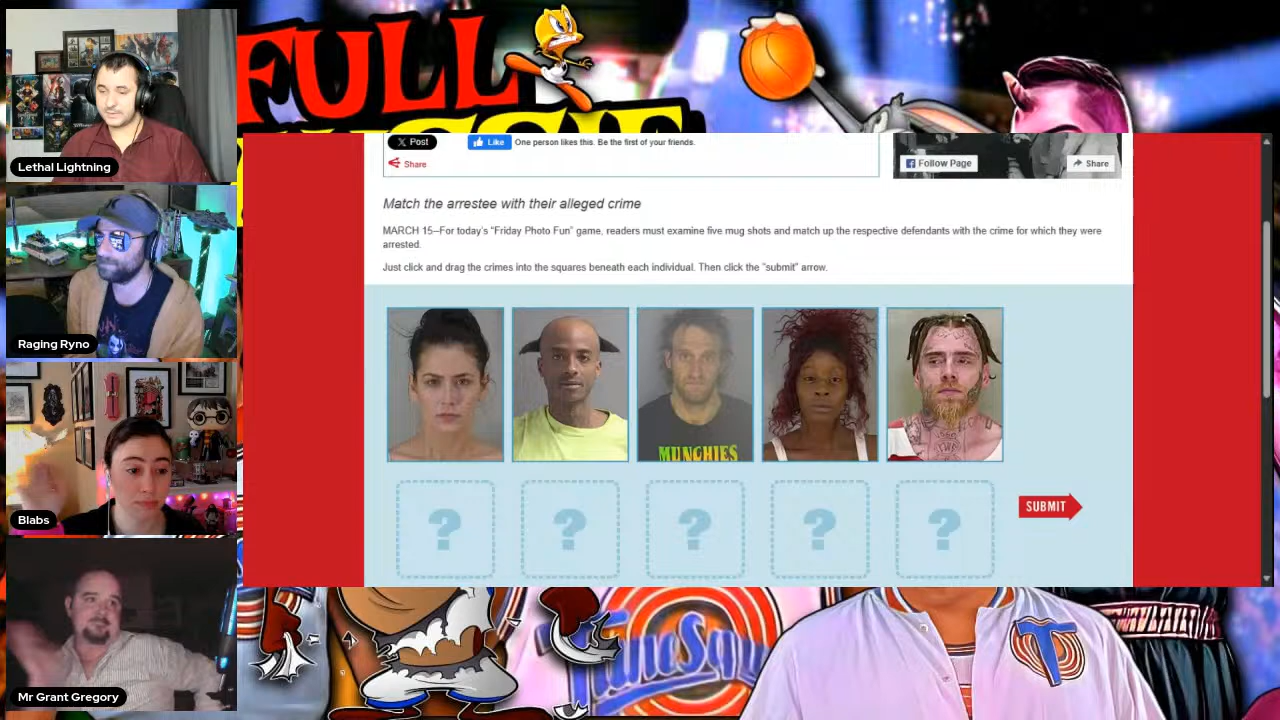 FULL
Lethal Lightning
Raging Ryno
Blabs
Mr Grant Gregory
Post
Like
One person likes this. Be the first of your friends.
Share
Follow Page
Share
Match the arrestee with their alleged crime
MARCH 15—For today's "Friday Photo Fun" game, readers must examine five mug shots and match up the respective defendants with the crime for which they were
arrested.
Just click and drag the crimes into the squares beneath each individual. Then click the "submit" arrow.
MUNCHIES
? ? ? ? ?
SUBMIT
T